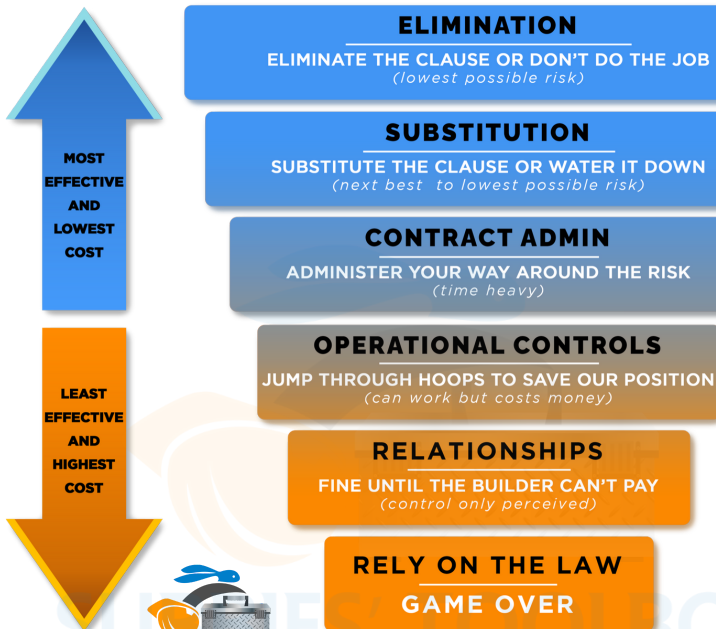 ELIMINATION
ELIMINATE THE CLAUSE OR DON'T DO THE JOB
(lowest possible risk)
SUBSTITUTION
SUBSTITUTE THE CLAUSE OR WATER IT DOWN
(next best to lowest possible risk)
CONTRACT ADMIN
ADMINISTER YOUR WAY AROUND THE RISK
(time heavy)
OPERATIONAL CONTROLS
JUMP THROUGH HOOPS TO SAVE OUR POSITION
(can work but costs money)
RELATIONSHIPS
FINE UNTIL THE BUILDER CAN'T PAY
(control only perceived)
RELY ON THE LAW
GAME OVER
MOST
EFFECTIVE
AND
LOWEST
COST
LEAST
EFFECTIVE
AND
HIGHEST
COST